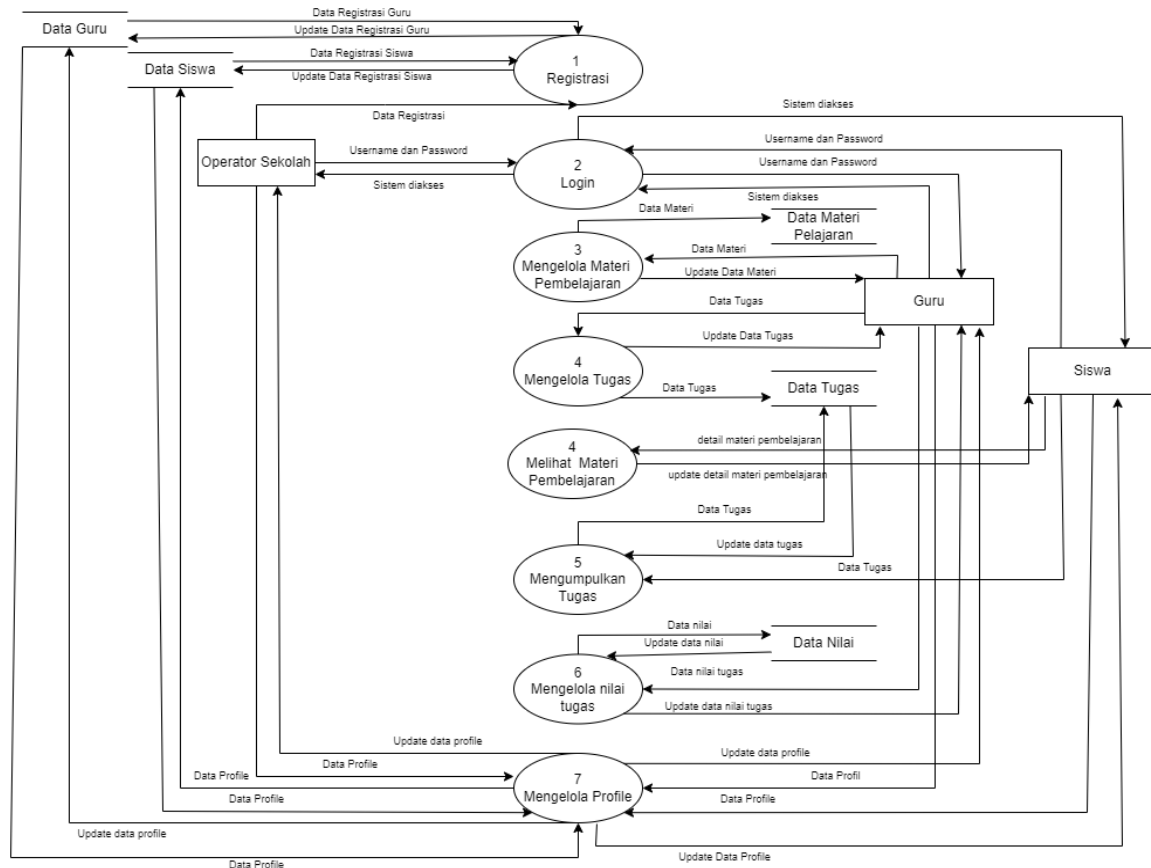 Data Registrasi Guru
Data Guru
Update Data Registrasi Guru
Data Registrasi Siswa
Data Siswa
Update Data Registrasi Siswa
1
Registrasi
Data Registrasi
Sistem diakses
Operator Sekolah
Username dan Password
Sistem diakses
2
Login
Username dan Password
Username dan Password
Sistem diakses
Data Materi
Data Materi
Pelajaran
3
Mengelola Materi
Pembelajaran
Data Materi
Update Data Materi
Guru
Data Tugas
Update Data Tugas
4
Mengelola Tugas
Data Tugas
Data Tugas
Siswa
4
Melihat  Materi
Pembelajaran
detail materi pembelajaran
update detail materi pembelajaran
Data Tugas
Update data tugas
5
Mengumpulkan
Tugas
Data Tugas
Data nilai
Update data nilai
Data Nilai
6
Mengelola nilai
tugas
Data nilai tugas
Update data nilai tugas
Update data profile
Data Profile
7
Mengelola Profile
Update data profile
Data Profil
Data Profile
Data Profile
Data Profile
Update data profile
Data Profile
Update Data Profile